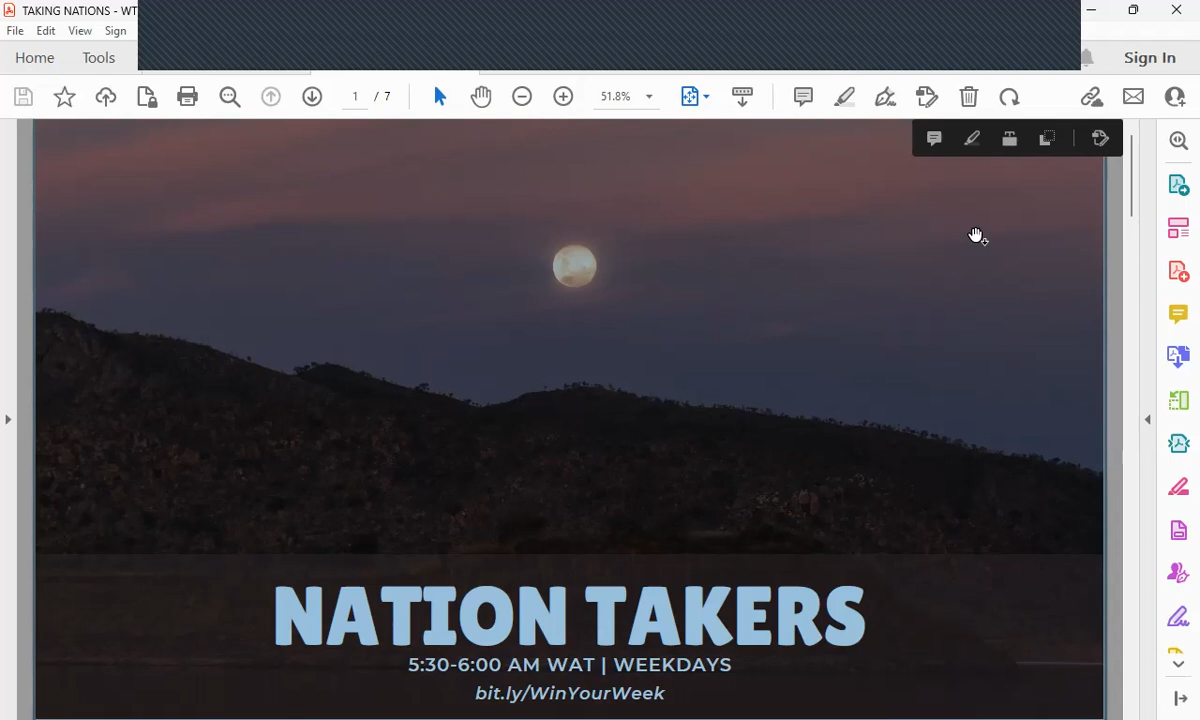 TAKING NATIONS - WT
File Edit View Sign
Home Tools Sign In
1 / 7 51.8%
NATION TAKERS
5:30-6:00 AM WAT | WEEKDAYS
bit.ly/WinYourWeek